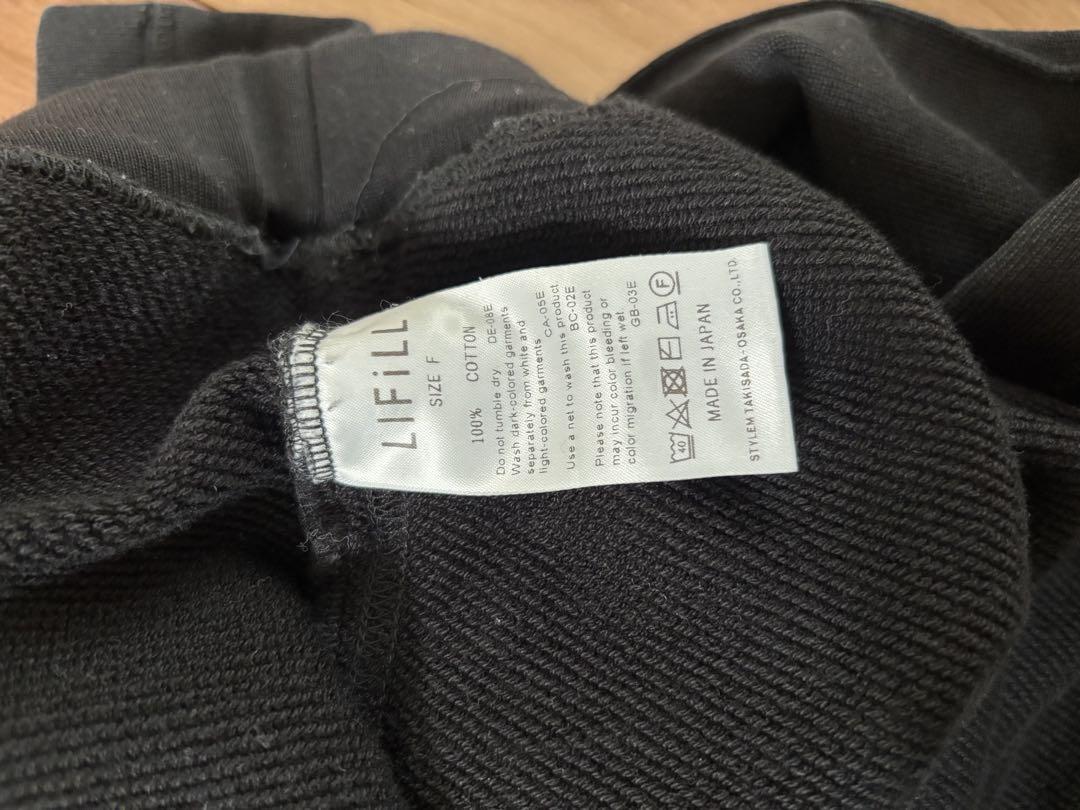 LIFiLL
SIZE F
100% COTTON
DE-08E
Do not tumble dry
Wash dark-colored garments
separately from white and
light-colored garments
CA-05E
Use a net to wash this product
BC-02E
Please note that this product
may incur color bleeding or
color migration if left wet
GB-03E
40 F
MADE IN JAPAN
STYLEM TAKISADA-OSAKA CO.,LTD.